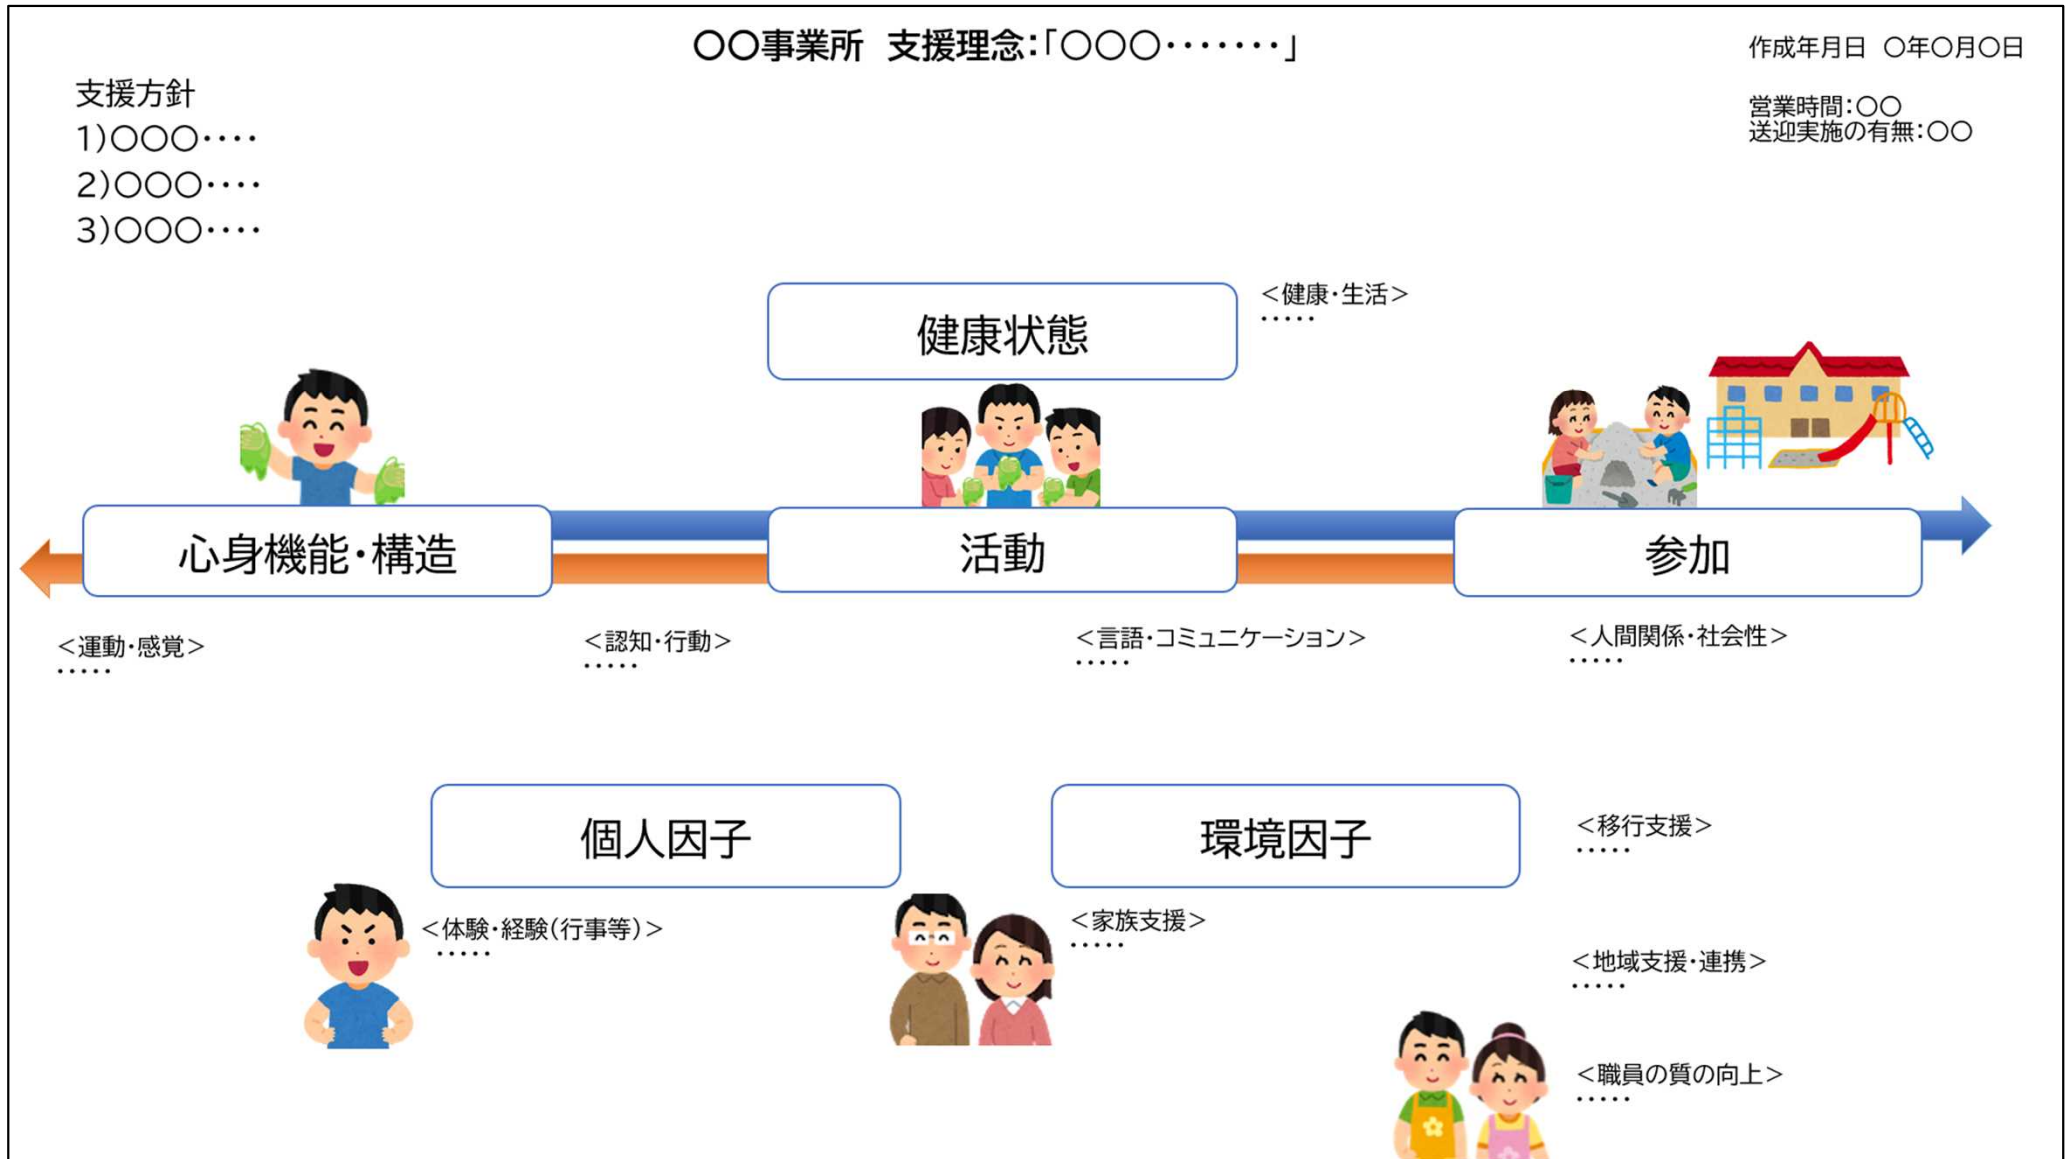 〇〇事業所　支援理念：「〇〇〇・・・・・・・」
作成年月日　〇年〇月〇日
営業時間：〇〇
送迎実施の有無：〇〇
支援方針
1）〇〇〇・・・・
2）〇〇〇・・・・
3）〇〇〇・・・・
健康状態
＜健康・生活＞
・・・・・
心身機能・構造
活動
参加
＜運動・感覚＞
・・・・・
＜認知・行動＞
・・・・・
＜言語・コミュニケーション＞
・・・・・
＜人間関係・社会性＞
・・・・・
個人因子
環境因子
＜移行支援＞
・・・・・
＜体験・経験（行事等）＞
・・・・・
＜家族支援＞
・・・・・
＜地域支援・連携＞
・・・・・
＜職員の質の向上＞
・・・・・